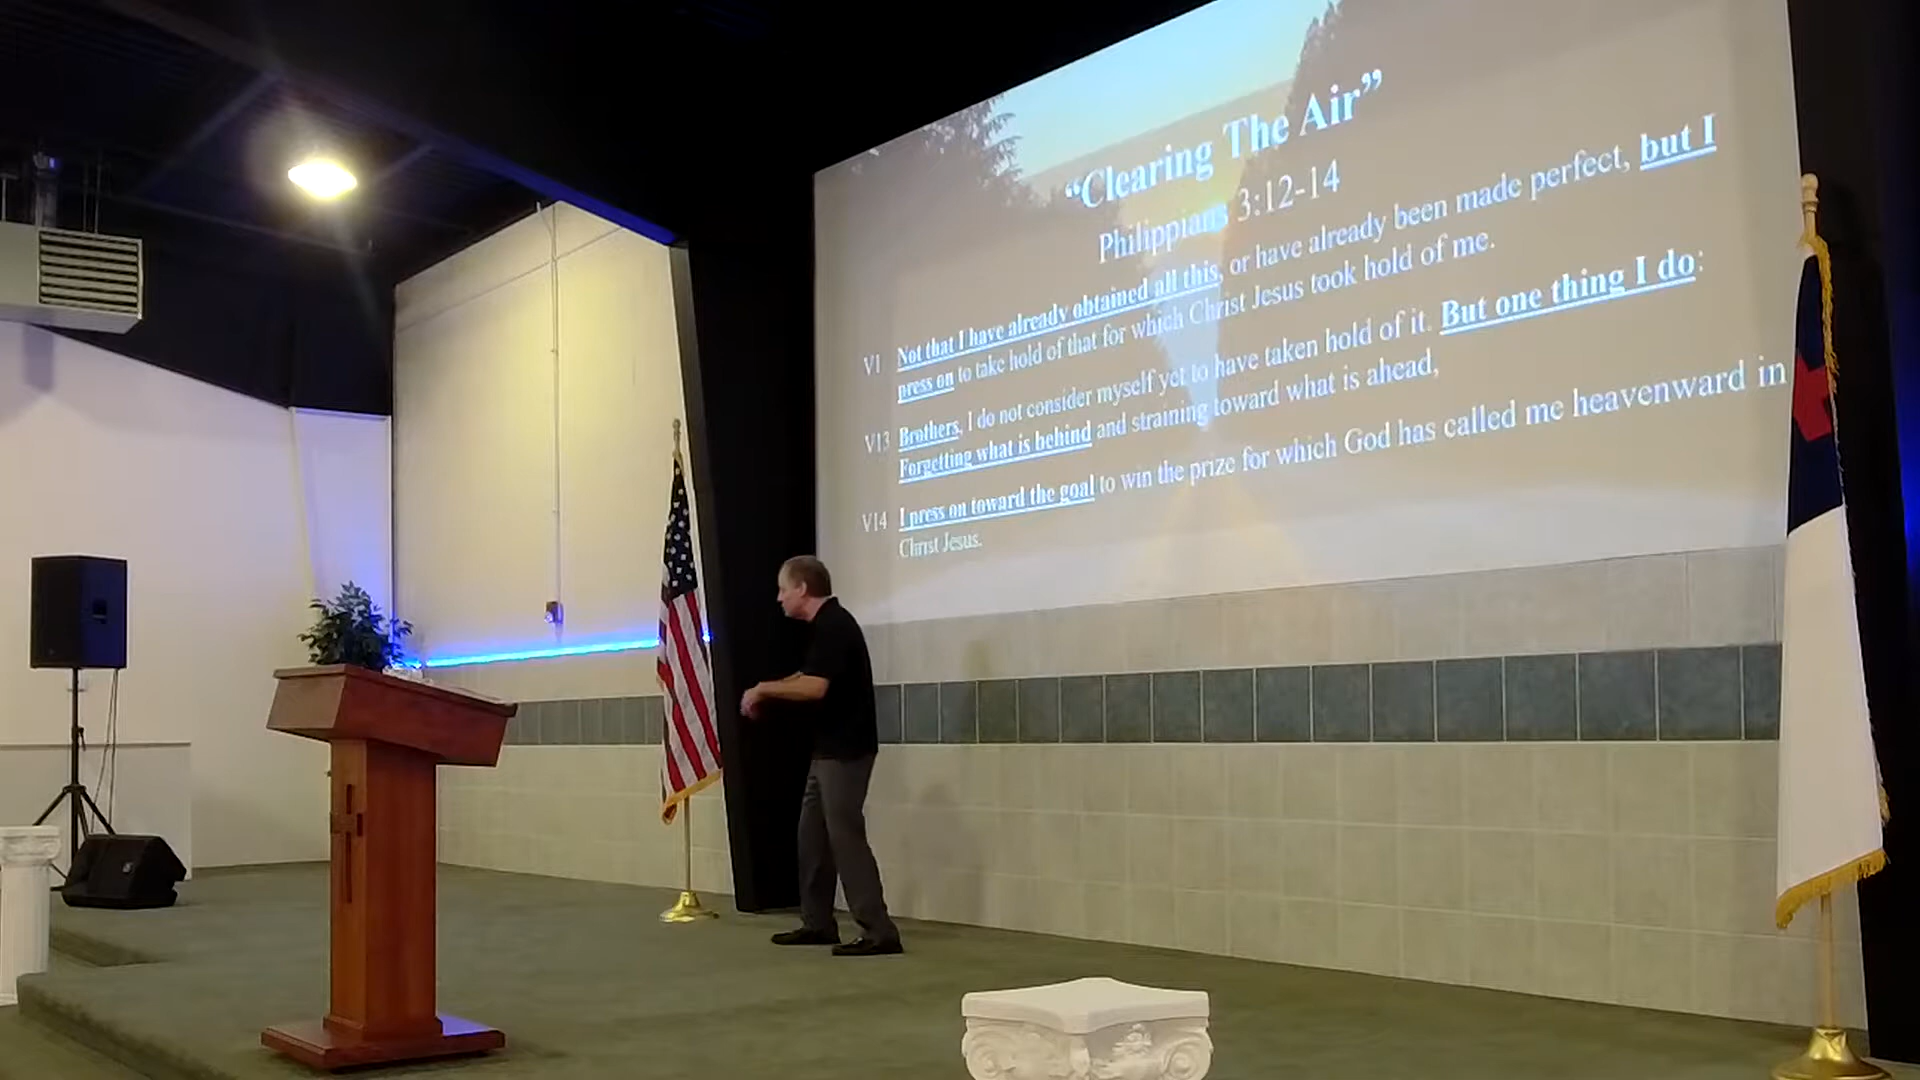 “Clearing The Air”
Philippians 3:12-14
V1 Not that I have already obtained all this, or have already been made perfect, but I
press on to take hold of that for which Christ Jesus took hold of me.
V13 Brothers, I do not consider myself yet to have taken hold of it. But one thing I do:
Forgetting what is behind and straining toward what is ahead,
V14 I press on toward the goal to win the prize for which God has called me heavenward in
Christ Jesus.